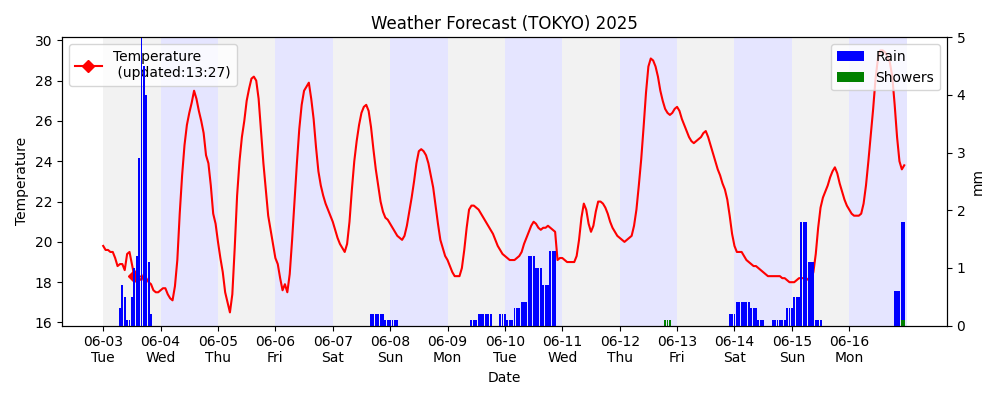 Weather Forecast (TOKYO) 2025
Temperature
(updated:13:27)
Rain
Showers
30
28
26
24
22
20
18
16
Temperature
5
4
3
2
1
0
mm
06-03 06-04 06-05 06-06 06-07 06-08 06-09 06-10 06-11 06-12 06-13 06-14 06-15 06-16
Tue Wed Thu Fri Sat Sun Mon Tue Wed Thu Fri Sat Sun Mon
Date